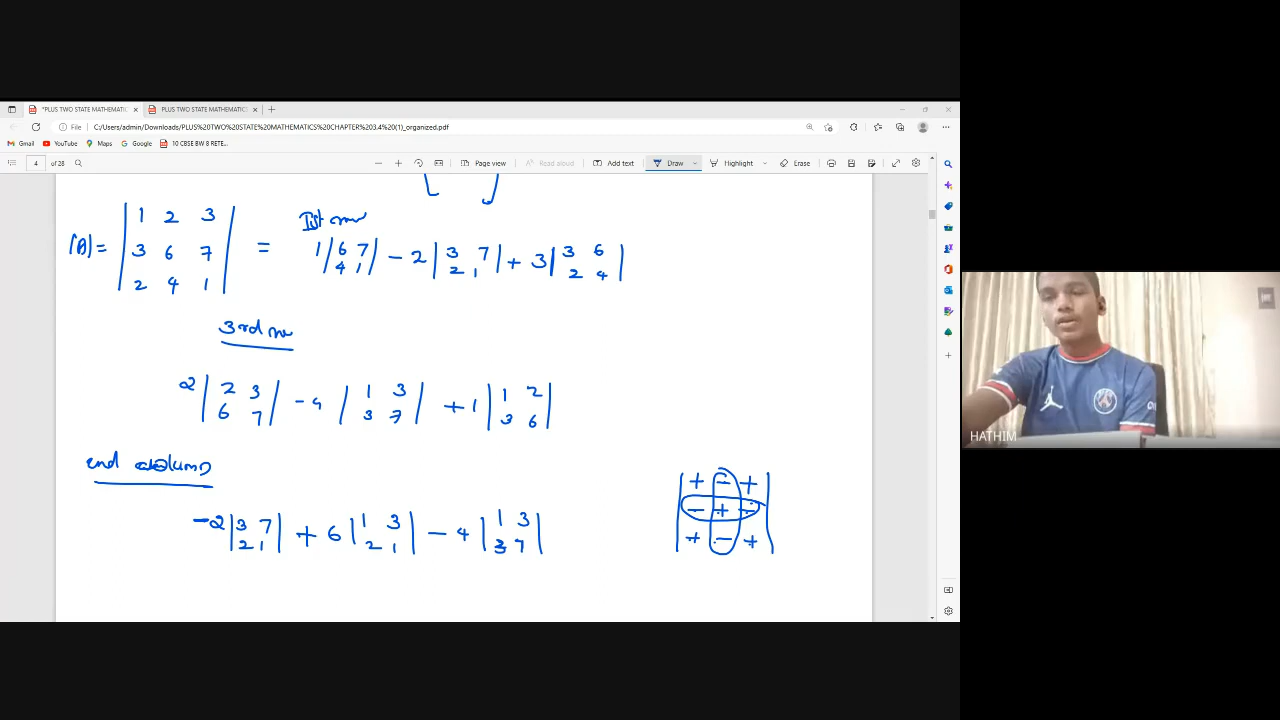 *PLUS TWO STATE MATHEMATIC × PLUS TWO STATE MATHEMATICS ×
File C:/Users/admin/Downloads/PLUS%20TWO%20STATE%20MATHEMATICS%20CHAPTER%203.4%20(1)_organized.pdf
Gmail YouTube Maps Google 10 CBSE BW 8 RETE...
4 of 28 Page view Read aloud Add text Draw Highlight Erase
|A| = | 1 2 3 | = 1st row 1 | 6 7 | - 2 | 3 7 | + 3 | 3 6 |
| 3 6 7 | | 4 1 | | 2 1 | | 2 4 |
| 2 4 1 |
3rd row
2 | 2 3 | - 4 | 1 3 | + 1 | 1 2 |
| 6 7 | | 3 7 | | 3 6 |
column
-2 | 3 7 | + 6 | 1 3 | - 4 | 1 3 |
| 2 1 | | 2 1 | | 3 7 |
| + - + |
| - + - |
| + - + |
HATHIM